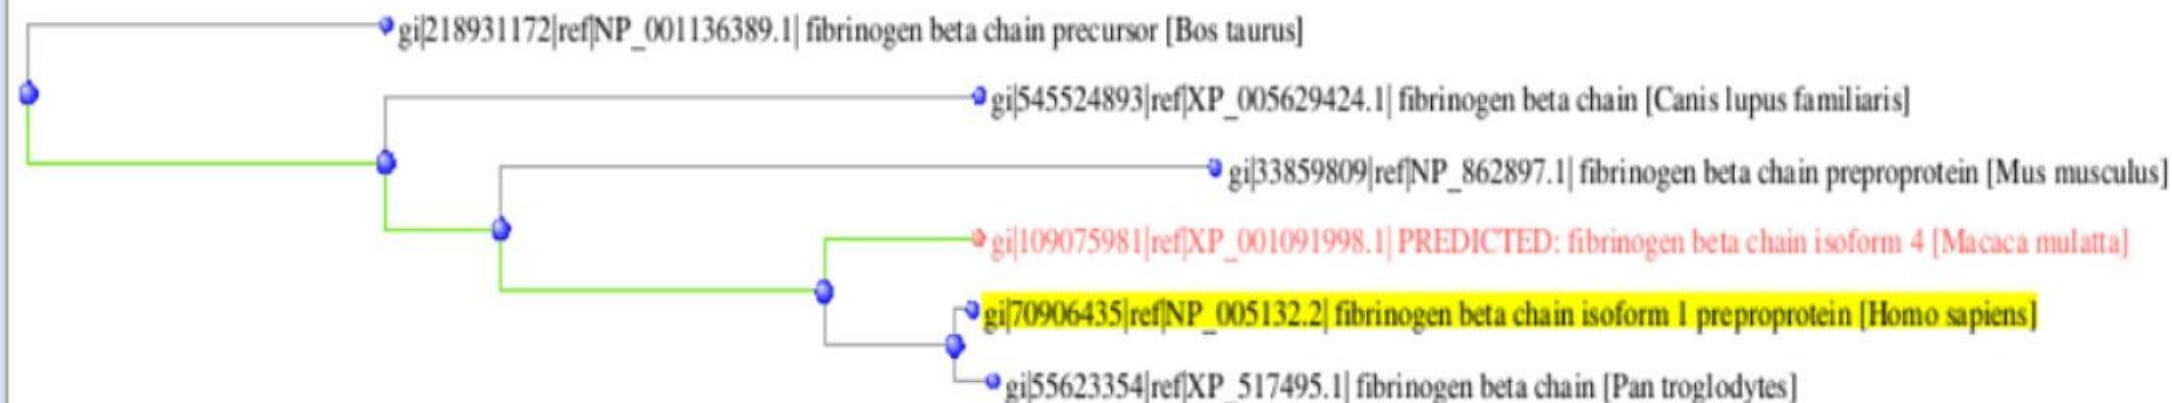 gi|218931172|ref|NP_001136389.1| fibrinogen beta chain precursor [Bos taurus]
gi|545524893|ref|XP_005629424.1| fibrinogen beta chain [Canis lupus familiaris]
gi|33859809|ref|NP_862897.1| fibrinogen beta chain preproprotein [Mus musculus]
gi|109075981|ref|XP_001091998.1| PREDICTED: fibrinogen beta chain isoform 4 [Macaca mulatta]
gi|70906435|ref|NP_005132.2| fibrinogen beta chain isoform 1 preproprotein [Homo sapiens]
gi|55623354|ref|XP_517495.1| fibrinogen beta chain [Pan troglodytes]